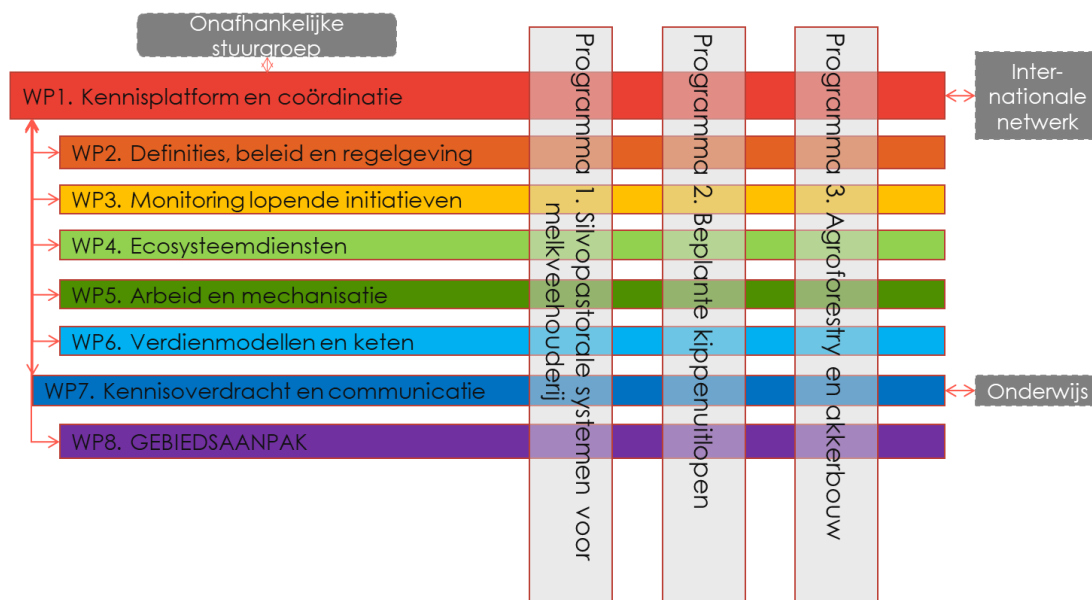 Onafhankelijke
stuurgroep
WP1. Kennisplatform en coördinatie
Inter-
nationale
netwerk
WP2. Definities, beleid en regelgeving
WP3. Monitoring lopende initiatieven
WP4. Ecosysteemdiensten
WP5. Arbeid en mechanisatie
WP6. Verdienmodellen en keten
WP7. Kennisoverdracht en communicatie
Onderwijs
WP8. GEBIEDSAANPAK
Programma 1. Silvopastorale systemen voor
melkveehouderij
Programma 2. Beplante kippenuitlopen
Programma 3. Agroforestry en akkerbouw